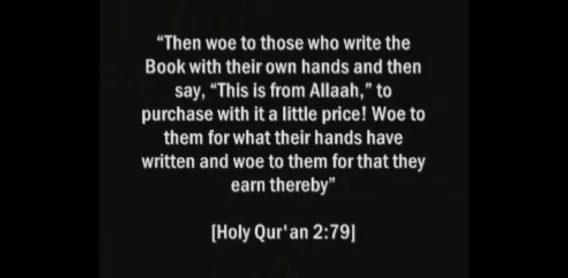 “Then woe to those who write the
Book with their own hands and then
say, “This is from Allaah,” to
purchase with it a little price! Woe to
them for what their hands have
written and woe to them for that they
earn thereby”
[Holy Qur'an 2:79]